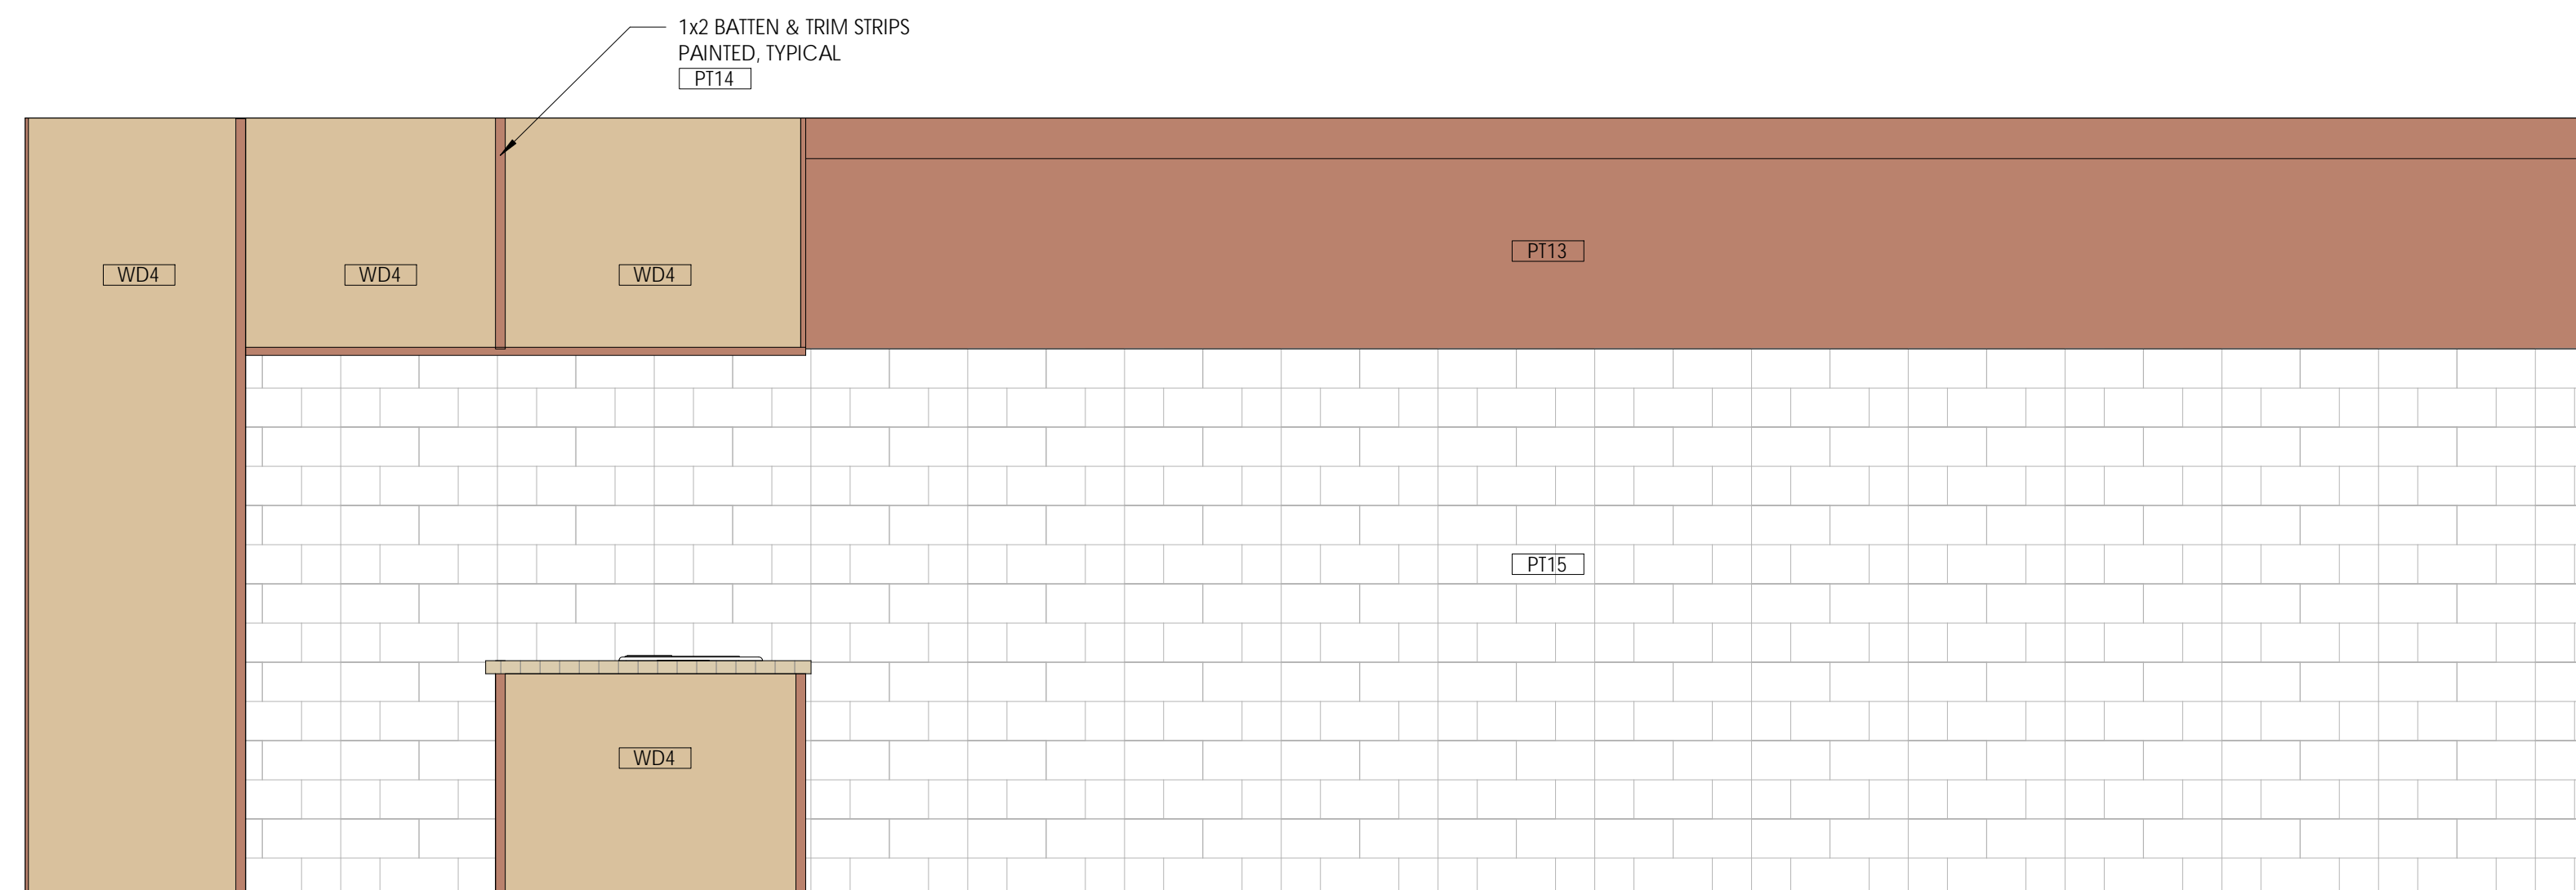 1x2 BATTEN & TRIM STRIPS
PAINTED, TYPICAL
PT14
PT13
WD4 WD4 WD4
PT15
WD4